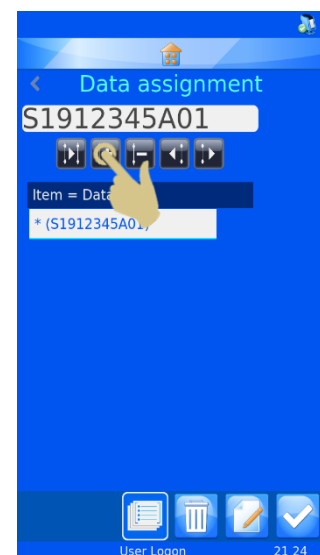 Data assignment
S1912345A01
Item = Data
* (S1912345A01)
User Logon
21 24